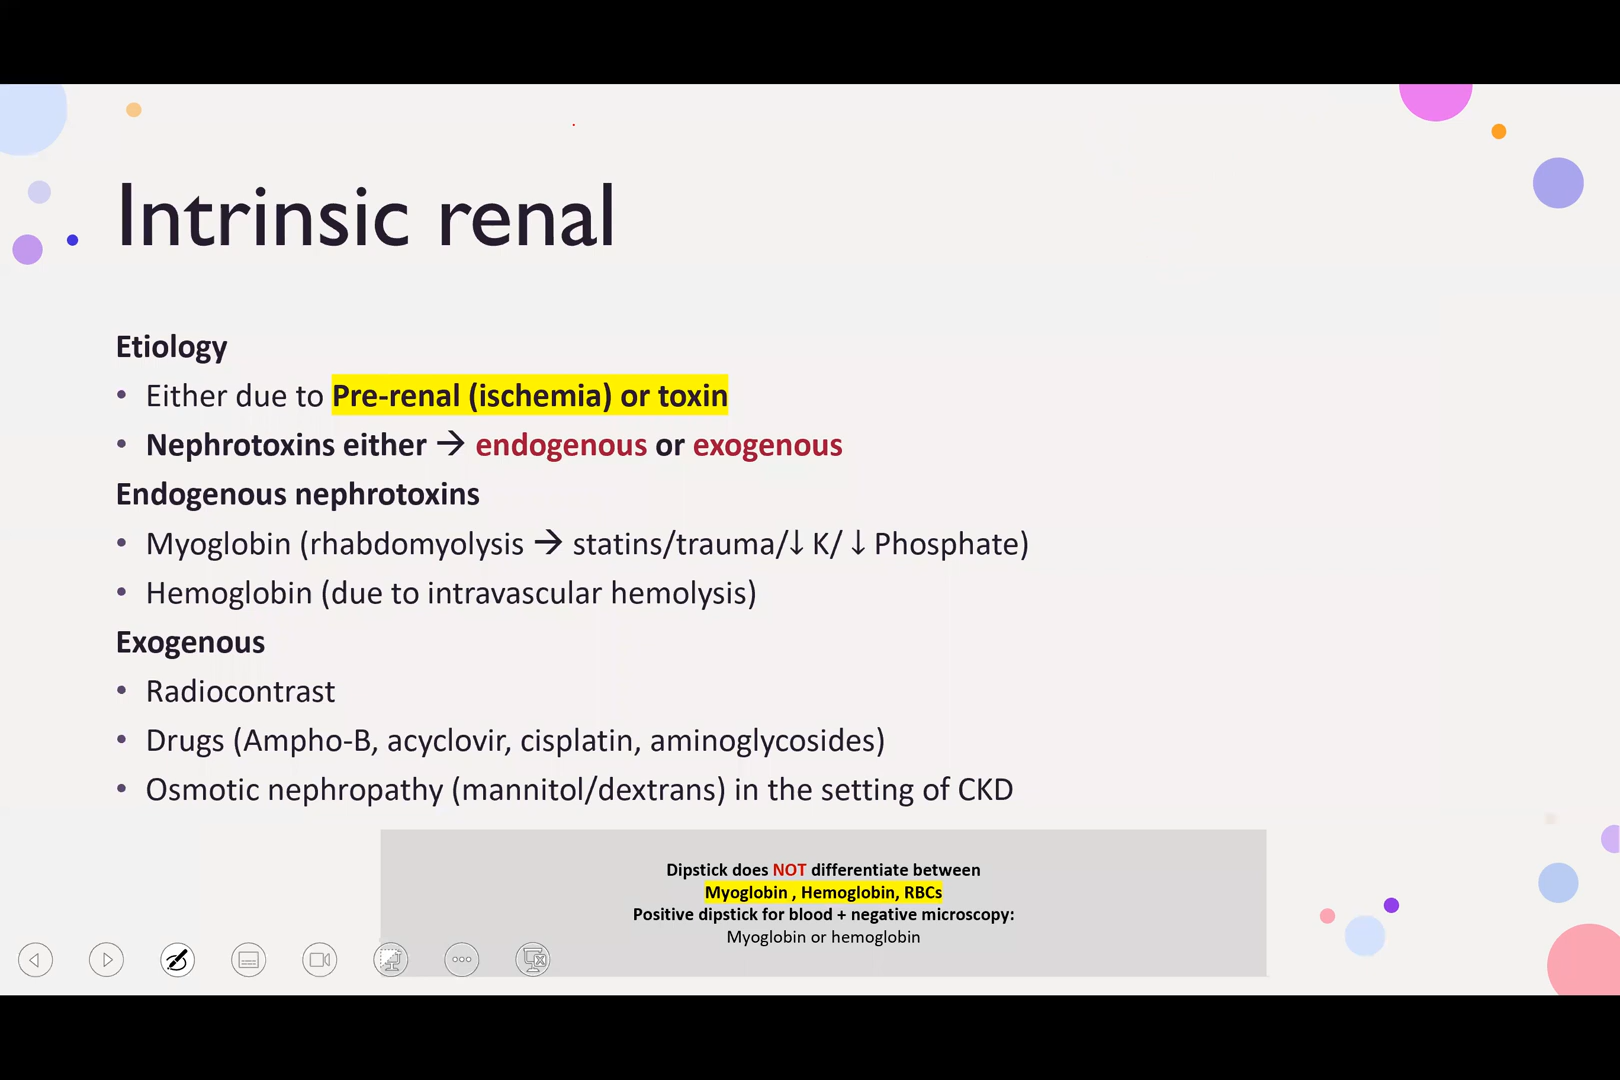 Intrinsic renal
Etiology
• Either due to Pre-renal (ischemia) or toxin
• Nephrotoxins either → endogenous or exogenous
Endogenous nephrotoxins
• Myoglobin (rhabdomyolysis → statins/trauma/↓ K/ ↓ Phosphate)
• Hemoglobin (due to intravascular hemolysis)
Exogenous
• Radiocontrast
• Drugs (Ampho-B, acyclovir, cisplatin, aminoglycosides)
• Osmotic nephropathy (mannitol/dextrans) in the setting of CKD
Dipstick does NOT differentiate between
Myoglobin , Hemoglobin, RBCs
Positive dipstick for blood + negative microscopy:
Myoglobin or hemoglobin